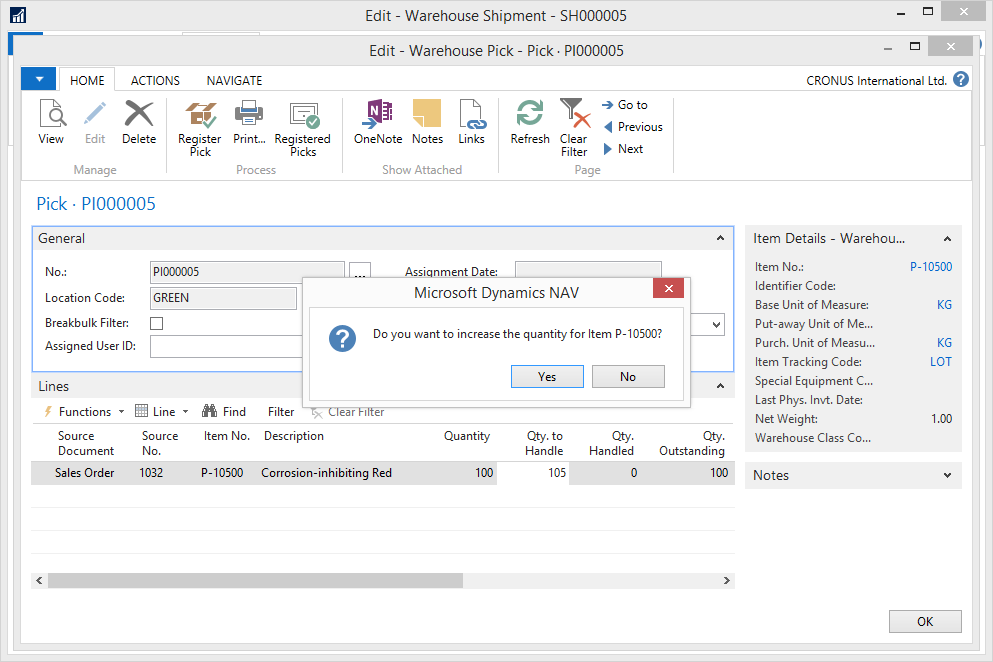 Edit - Warehouse Shipment - SH000005
Edit - Warehouse Pick - Pick · PI000005
HOME ACTIONS NAVIGATE CRONUS International Ltd. ?
View Edit Delete
Manage
Register Pick Print... Registered Picks
Process
OneNote Notes Links
Show Attached
Refresh Clear Filter
Go to
Previous
Next
Page
Pick · PI000005
General
No.: PI000005 ... Assignment Date:
Location Code: GREEN
Breakbulk Filter:
Assigned User ID:
Microsoft Dynamics NAV
Do you want to increase the quantity for Item P-10500?
Yes No
Lines
Functions Line Find Filter Clear Filter
Source Document Source No. Item No. Description Quantity Qty. to Handle Qty. Handled Qty. Outstanding
Sales Order 1032 P-10500 Corrosion-inhibiting Red 100 105 0 100
Item Details - Warehou...
Item No.: P-10500
Identifier Code:
Base Unit of Measure: KG
Put-away Unit of Me...
Purch. Unit of Measu... KG
Item Tracking Code: LOT
Special Equipment C...
Last Phys. Invt. Date:
Net Weight: 1.00
Warehouse Class Co...
Notes
OK